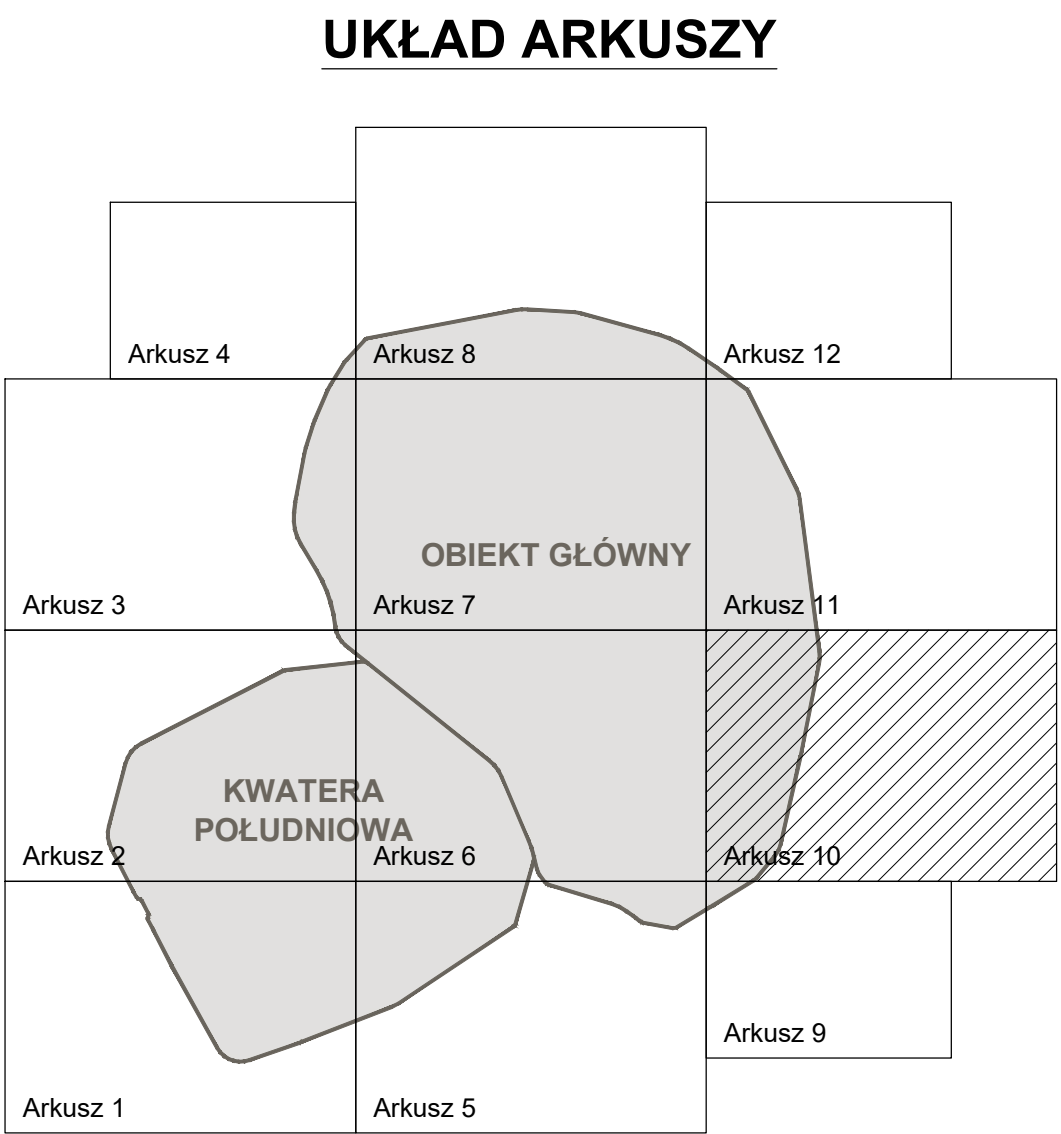 UKŁAD ARKUSZY
Arkusz 4
Arkusz 8
Arkusz 12
OBIEKT GŁÓWNY
Arkusz 3
Arkusz 7
Arkusz 11
KWATERA
POŁUDNIOWA
Arkusz 2
Arkusz 6
Arkusz 10
Arkusz 9
Arkusz 1
Arkusz 5